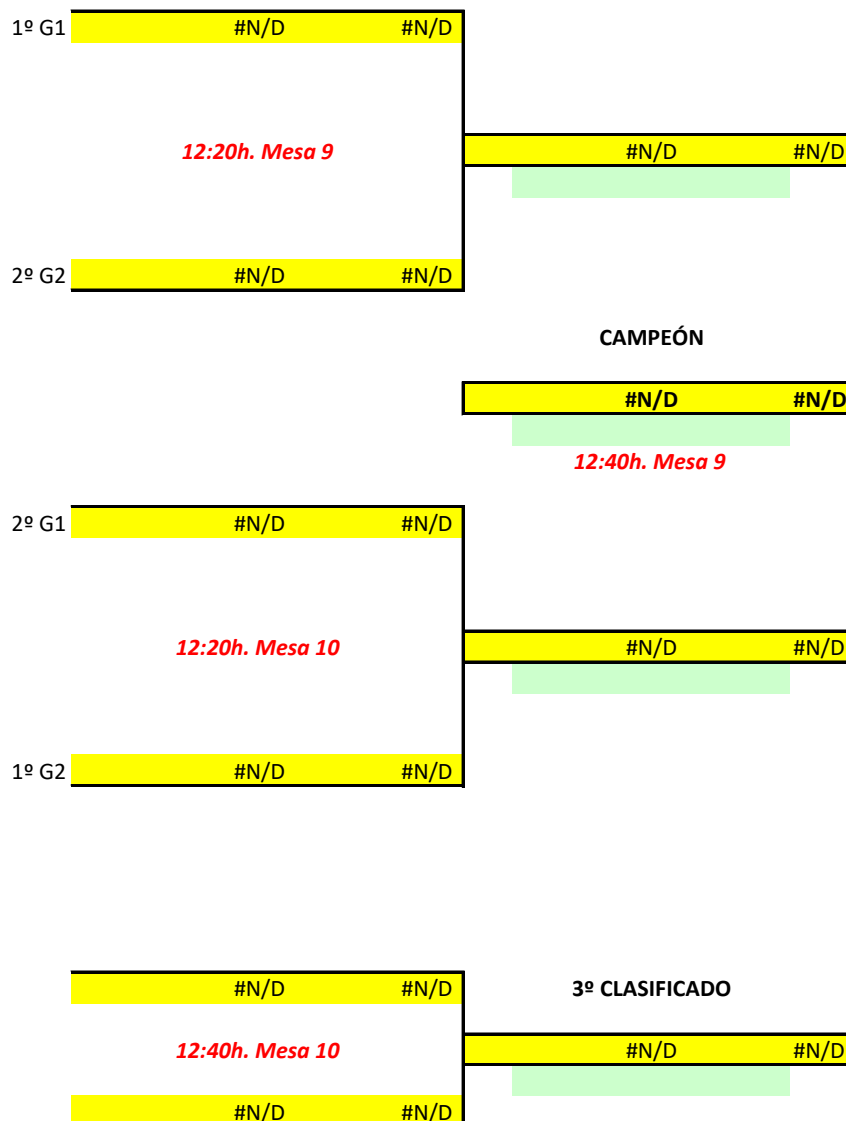 1º G1 #N/D #N/D
12:20h. Mesa 9
#N/D #N/D
2º G2 #N/D #N/D
CAMPEÓN
#N/D #N/D
12:40h. Mesa 9
2º G1 #N/D #N/D
12:20h. Mesa 10
#N/D #N/D
1º G2 #N/D #N/D
#N/D #N/D
3º CLASIFICADO
12:40h. Mesa 10
#N/D #N/D
#N/D #N/D